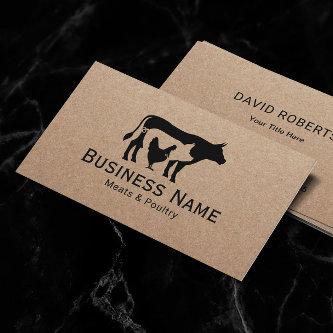 DAVID ROBERTS
Your Title Here
BUSINESS NAME
Meats & Poultry